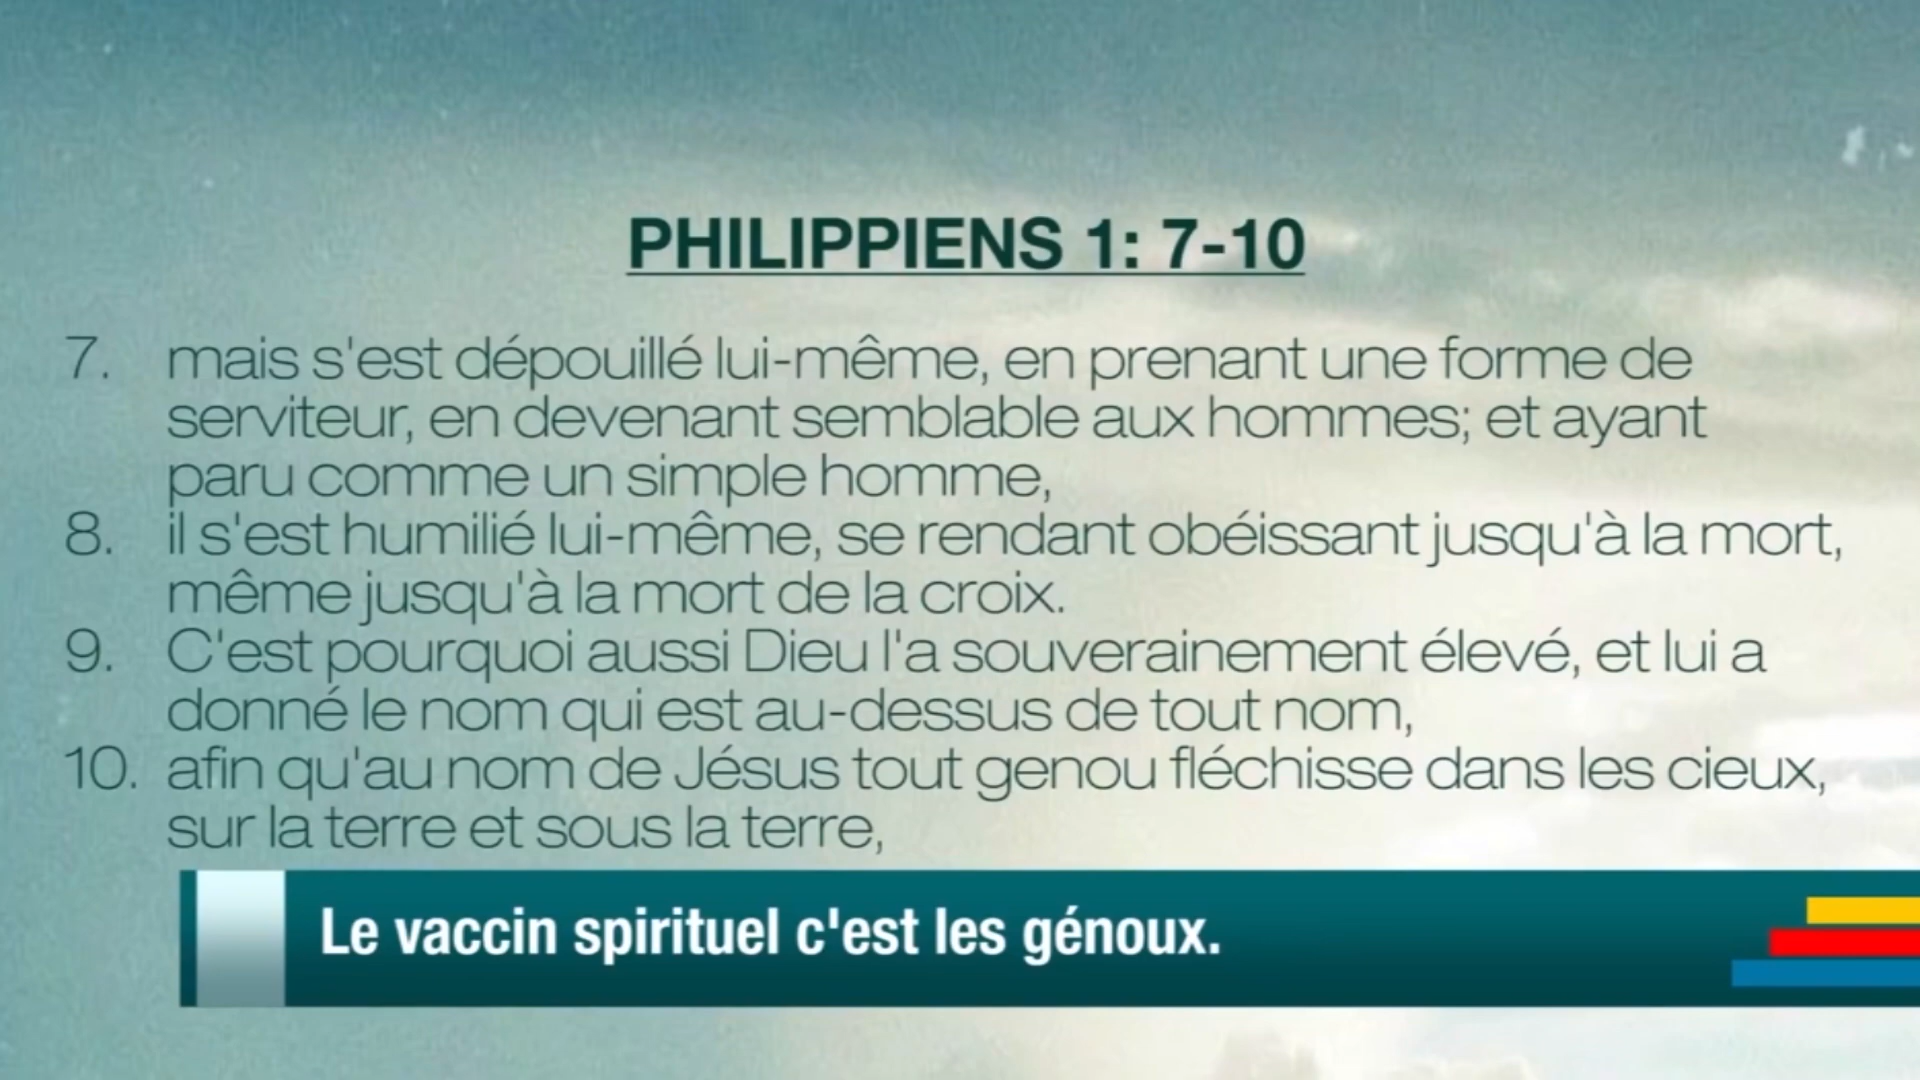 PHILIPPIENS 1: 7-10
7. mais s'est dépouillé lui-même, en prenant une forme de
serviteur, en devenant semblable aux hommes; et ayant
paru comme un simple homme,
8. il s'est humilié lui-même, se rendant obéissant jusqu'à la mort,
même jusqu'à la mort de la croix.
9. C'est pourquoi aussi Dieu l'a souverainement élevé, et lui a
donné le nom qui est au-dessus de tout nom,
10. afin qu'au nom de Jésus tout genou fléchisse dans les cieux,
sur la terre et sous la terre,
Le vaccin spirituel c'est les génoux.